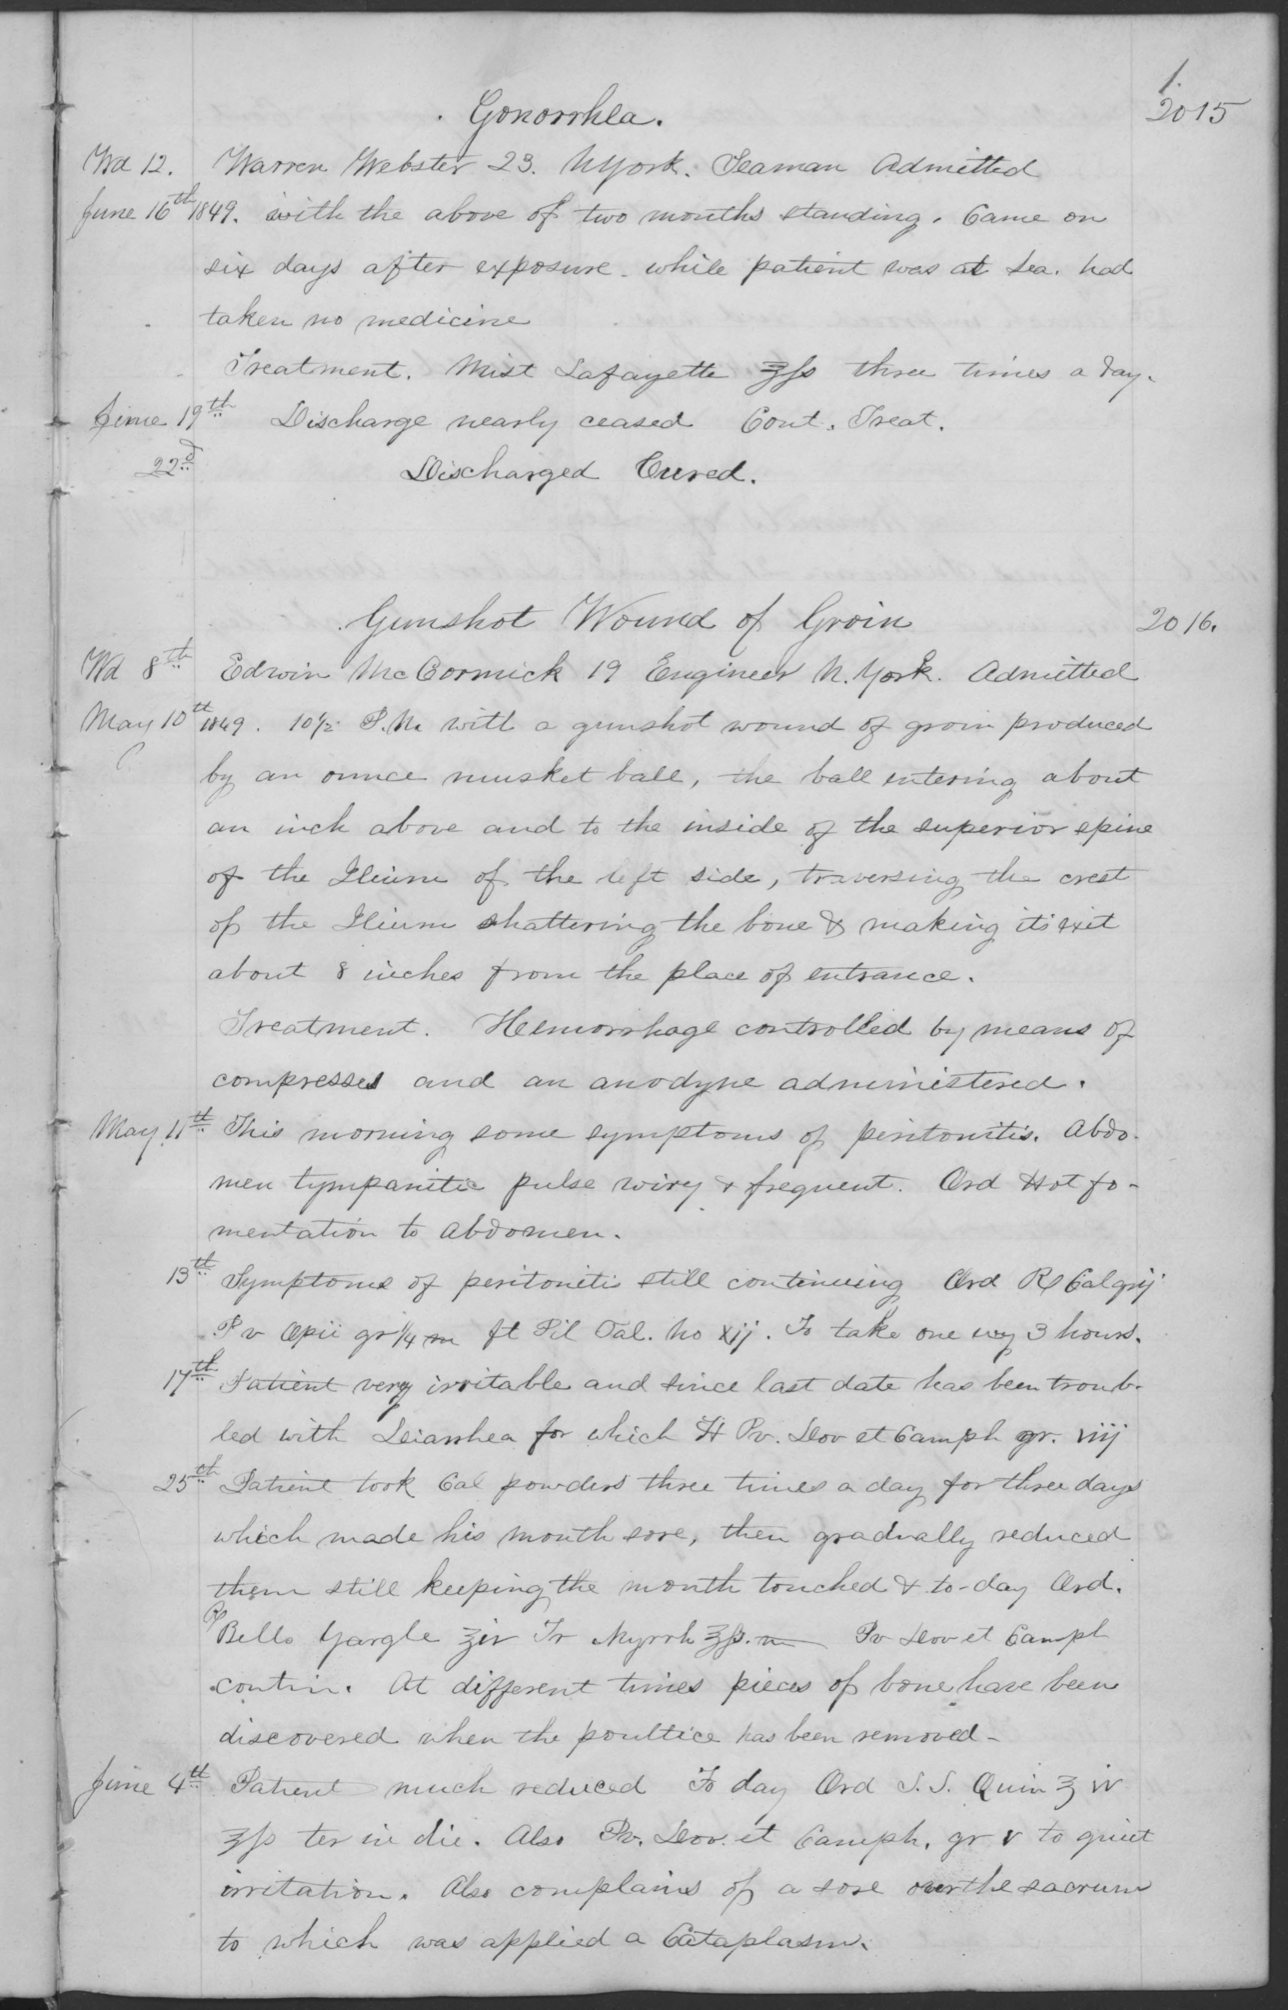 1.
Gonorrhea. 2015
Wd 12. Warren Webster 23. N York. Seaman Admitted
June 16th 1849. with the above of two months standing. Came on
six days after exposure while patient was at sea. had
taken no medicine
Treatment. Mist Lafayette ℥ss three times a day.
June 19th Discharge nearly ceased Cont. Treat.
22d Discharged Cured.
Gunshot Wound of Groin 2016.
Wd 8th Edwin McCormick 19 Engineer N. York. Admitted
May 10th 1849. 10½ P.M. with a gunshot wound of groin produced
by an ounce musket ball, the ball entering about
an inch above and to the inside of the superior spine
of the Ilium of the left side, traversing the crest
of the Ilium shattering the bone & making its exit
about 8 inches from the place of entrance.
Treatment. Hemorrhage controlled by means of
compresses and an anodyne administered.
May 11th This morning some symptoms of peritonitis. Abdo-
men tympanitic pulse wiry & frequent. Ord Hot fo-
mentation to abdomen.
13th Symptoms of peritonitis still continuing Ord Rx Cal grij
Pv Opii gr ¼ m ft Pil Tal. No xij. To take one evy 3 hours.
17th Patient very irritable and since last date has been troub-
led with Diarrhea for which Pv. Dov et Camph gr. viij
25th Patient took Cal powders three times a day for three days
which made his mouth sore, then gradually reduced
them still keeping the mouth touched & to-day Ord.
Rx Bello Gargle ℥iv Tr Myrrh ℥ss. m Pv Dov et Camph
contin. At different times pieces of bone have been
discovered when the poultice has been removed-
June 4th Patient much reduced To day Ord S.S. Quin ℥iv
℥ss ter in die. Also Pv. Dov. et Camph. gr v to quiet
irritation. Also complains of a sore over the sacrum
to which was applied a Cataplasm.